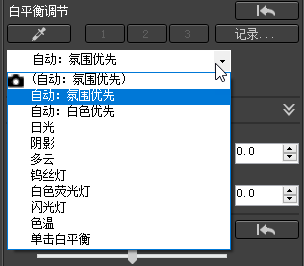 白平衡调节
1 2 3 记录...
自动: 氛围优先
(自动: 氛围优先)
自动: 氛围优先
自动: 白色优先
日光
阴影
多云
0.0
钨丝灯
白色荧光灯
0.0
闪光灯
色温
单击白平衡